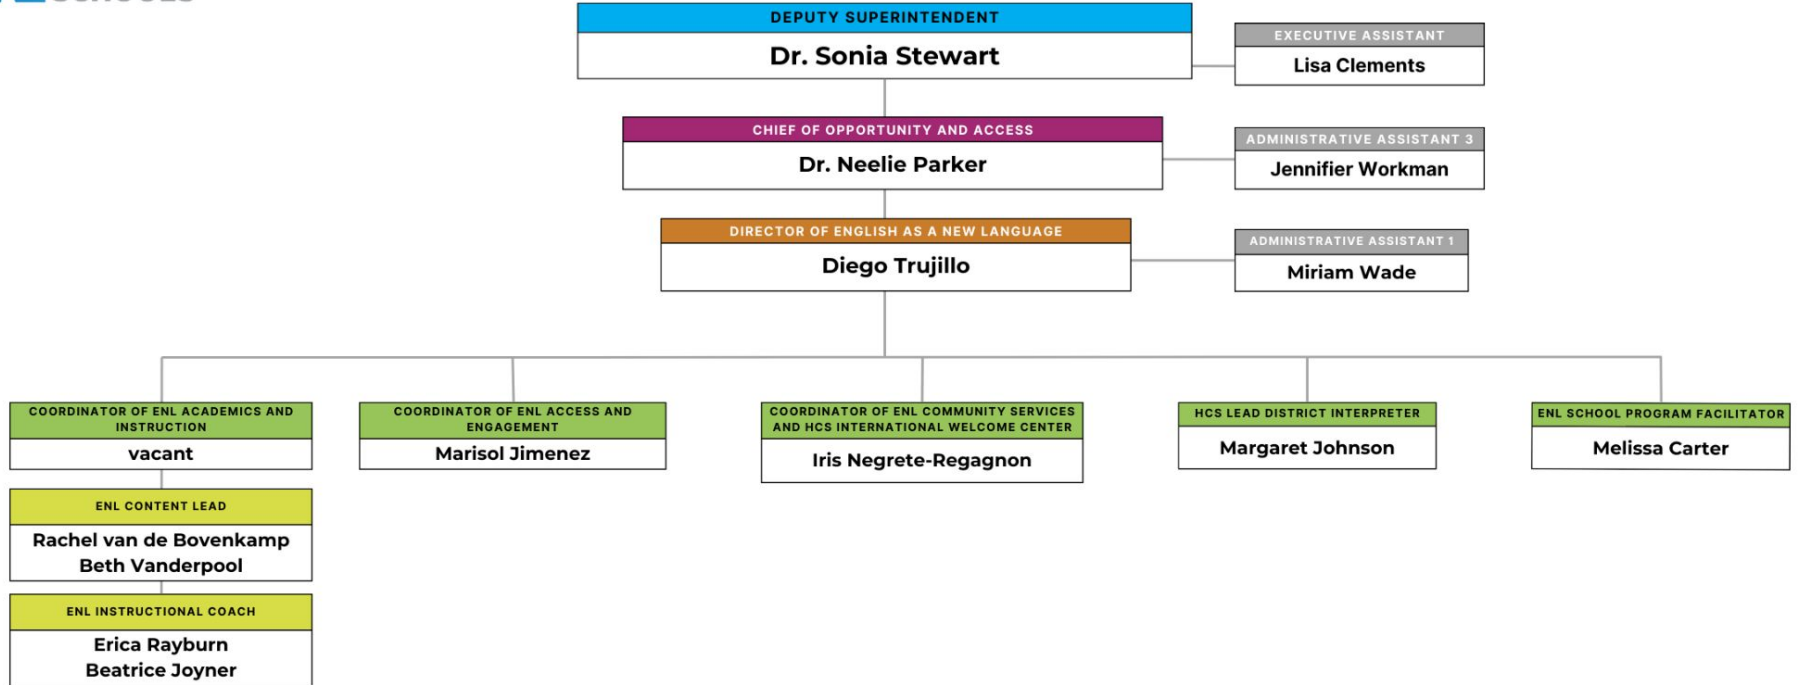 DEPUTY SUPERINTENDENT
Dr. Sonia Stewart
EXECUTIVE ASSISTANT
Lisa Clements
CHIEF OF OPPORTUNITY AND ACCESS
Dr. Neelie Parker
ADMINISTRATIVE ASSISTANT 3
Jennifier Workman
DIRECTOR OF ENGLISH AS A NEW LANGUAGE
Diego Trujillo
ADMINISTRATIVE ASSISTANT 1
Miriam Wade
COORDINATOR OF ENL ACADEMICS AND
INSTRUCTION
vacant
COORDINATOR OF ENL ACCESS AND
ENGAGEMENT
Marisol Jimenez
COORDINATOR OF ENL COMMUNITY SERVICES
AND HCS INTERNATIONAL WELCOME CENTER
Iris Negrete-Regagnon
HCS LEAD DISTRICT INTERPRETER
Margaret Johnson
ENL SCHOOL PROGRAM FACILITATOR
Melissa Carter
ENL CONTENT LEAD
Rachel van de Bovenkamp
Beth Vanderpool
ENL INSTRUCTIONAL COACH
Erica Rayburn
Beatrice Joyner